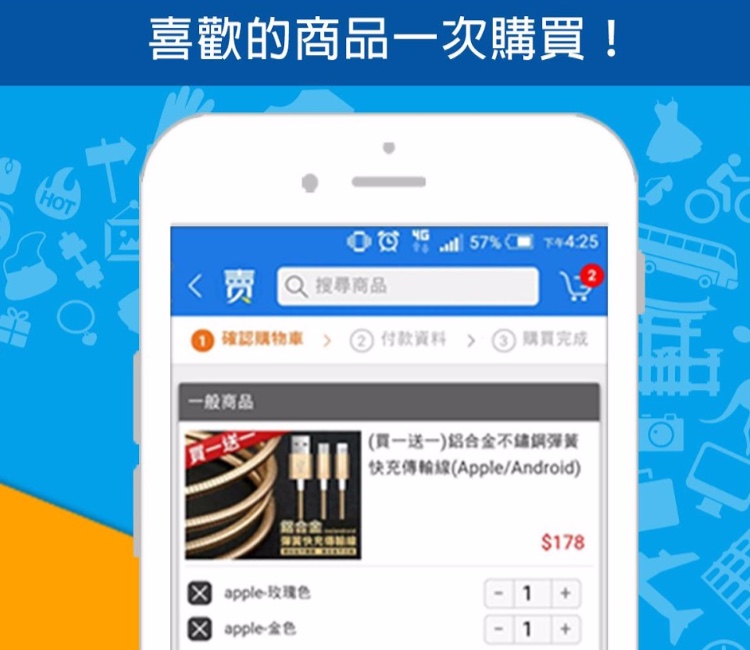 喜歡的商品一次購買！
HOT
4G 57% 下午4:25
賣 搜尋商品 2
1 確認購物車 > 2 付款資料 > 3 購買完成
一般商品
買一送一
(買一送一)鋁合金不鏽鋼彈簧
快充傳輸線(Apple/Android)
鋁合金
彈簧快充傳輸線
$178
apple-玫瑰色 - 1 +
apple-金色 - 1 +